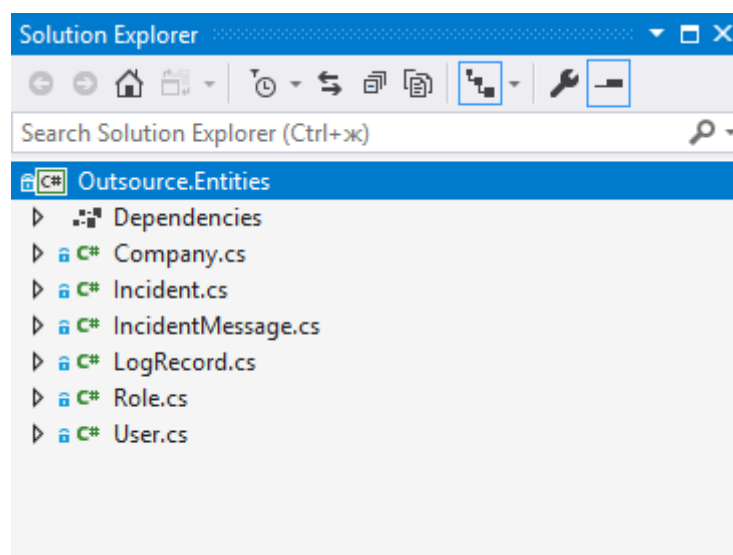 Solution Explorer
Search Solution Explorer (Ctrl+ж)
C# Outsource.Entities
Dependencies
C# Company.cs
C# Incident.cs
C# IncidentMessage.cs
C# LogRecord.cs
C# Role.cs
C# User.cs